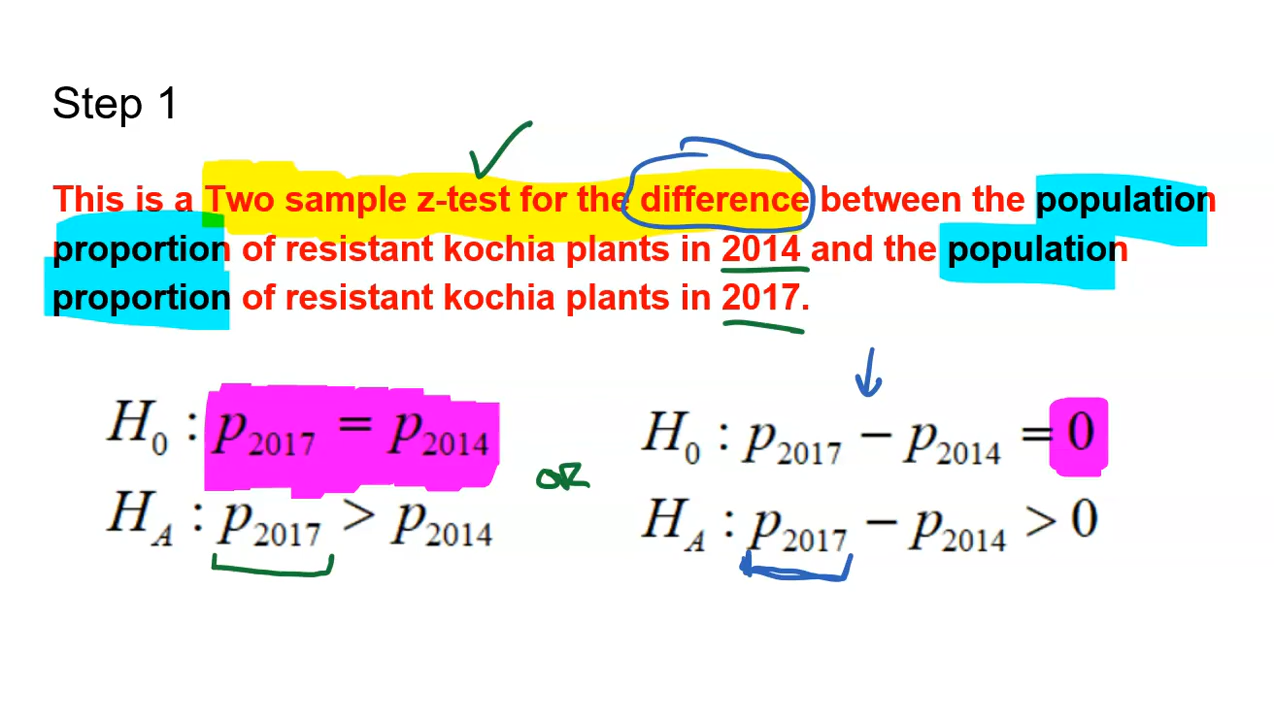 Step 1
This is a Two sample z-test for the difference between the population
proportion of resistant kochia plants in 2014 and the population
proportion of resistant kochia plants in 2017.
H₀ : p₂₀₁₇ = p₂₀₁₄
H_A : p₂₀₁₇ > p₂₀₁₄
OR
H₀ : p₂₀₁₇ − p₂₀₁₄ = 0
H_A : p₂₀₁₇ − p₂₀₁₄ > 0